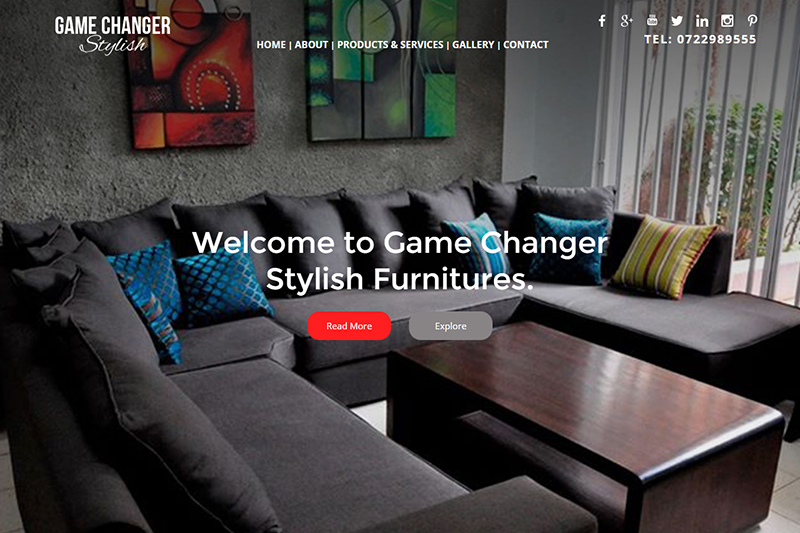 GAME CHANGER
Stylish
HOME | ABOUT | PRODUCTS & SERVICES | GALLERY | CONTACT
TEL: 0722989555
Welcome to Game Changer
Stylish Furnitures.
Read More
Explore